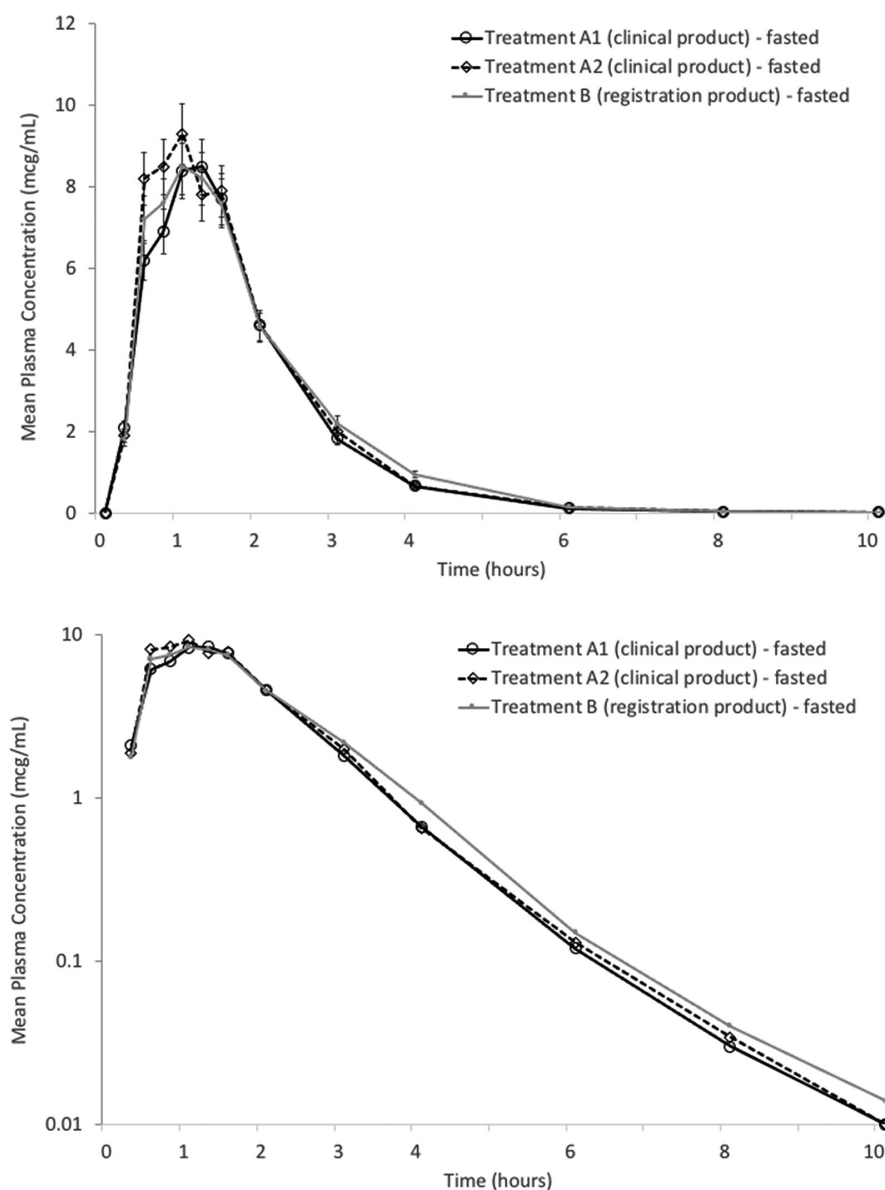 12
10
8
6
4
2
0
Mean Plasma Concentration (mcg/mL)
Treatment A1 (clinical product) - fasted
Treatment A2 (clinical product) - fasted
Treatment B (registration product) - fasted
0 1 2 3 4 6 8 10
Time (hours)
10
1
0.1
0.01
Mean Plasma Concentration (mcg/mL)
Treatment A1 (clinical product) - fasted
Treatment A2 (clinical product) - fasted
Treatment B (registration product) - fasted
0 1 2 3 4 6 8 10
Time (hours)